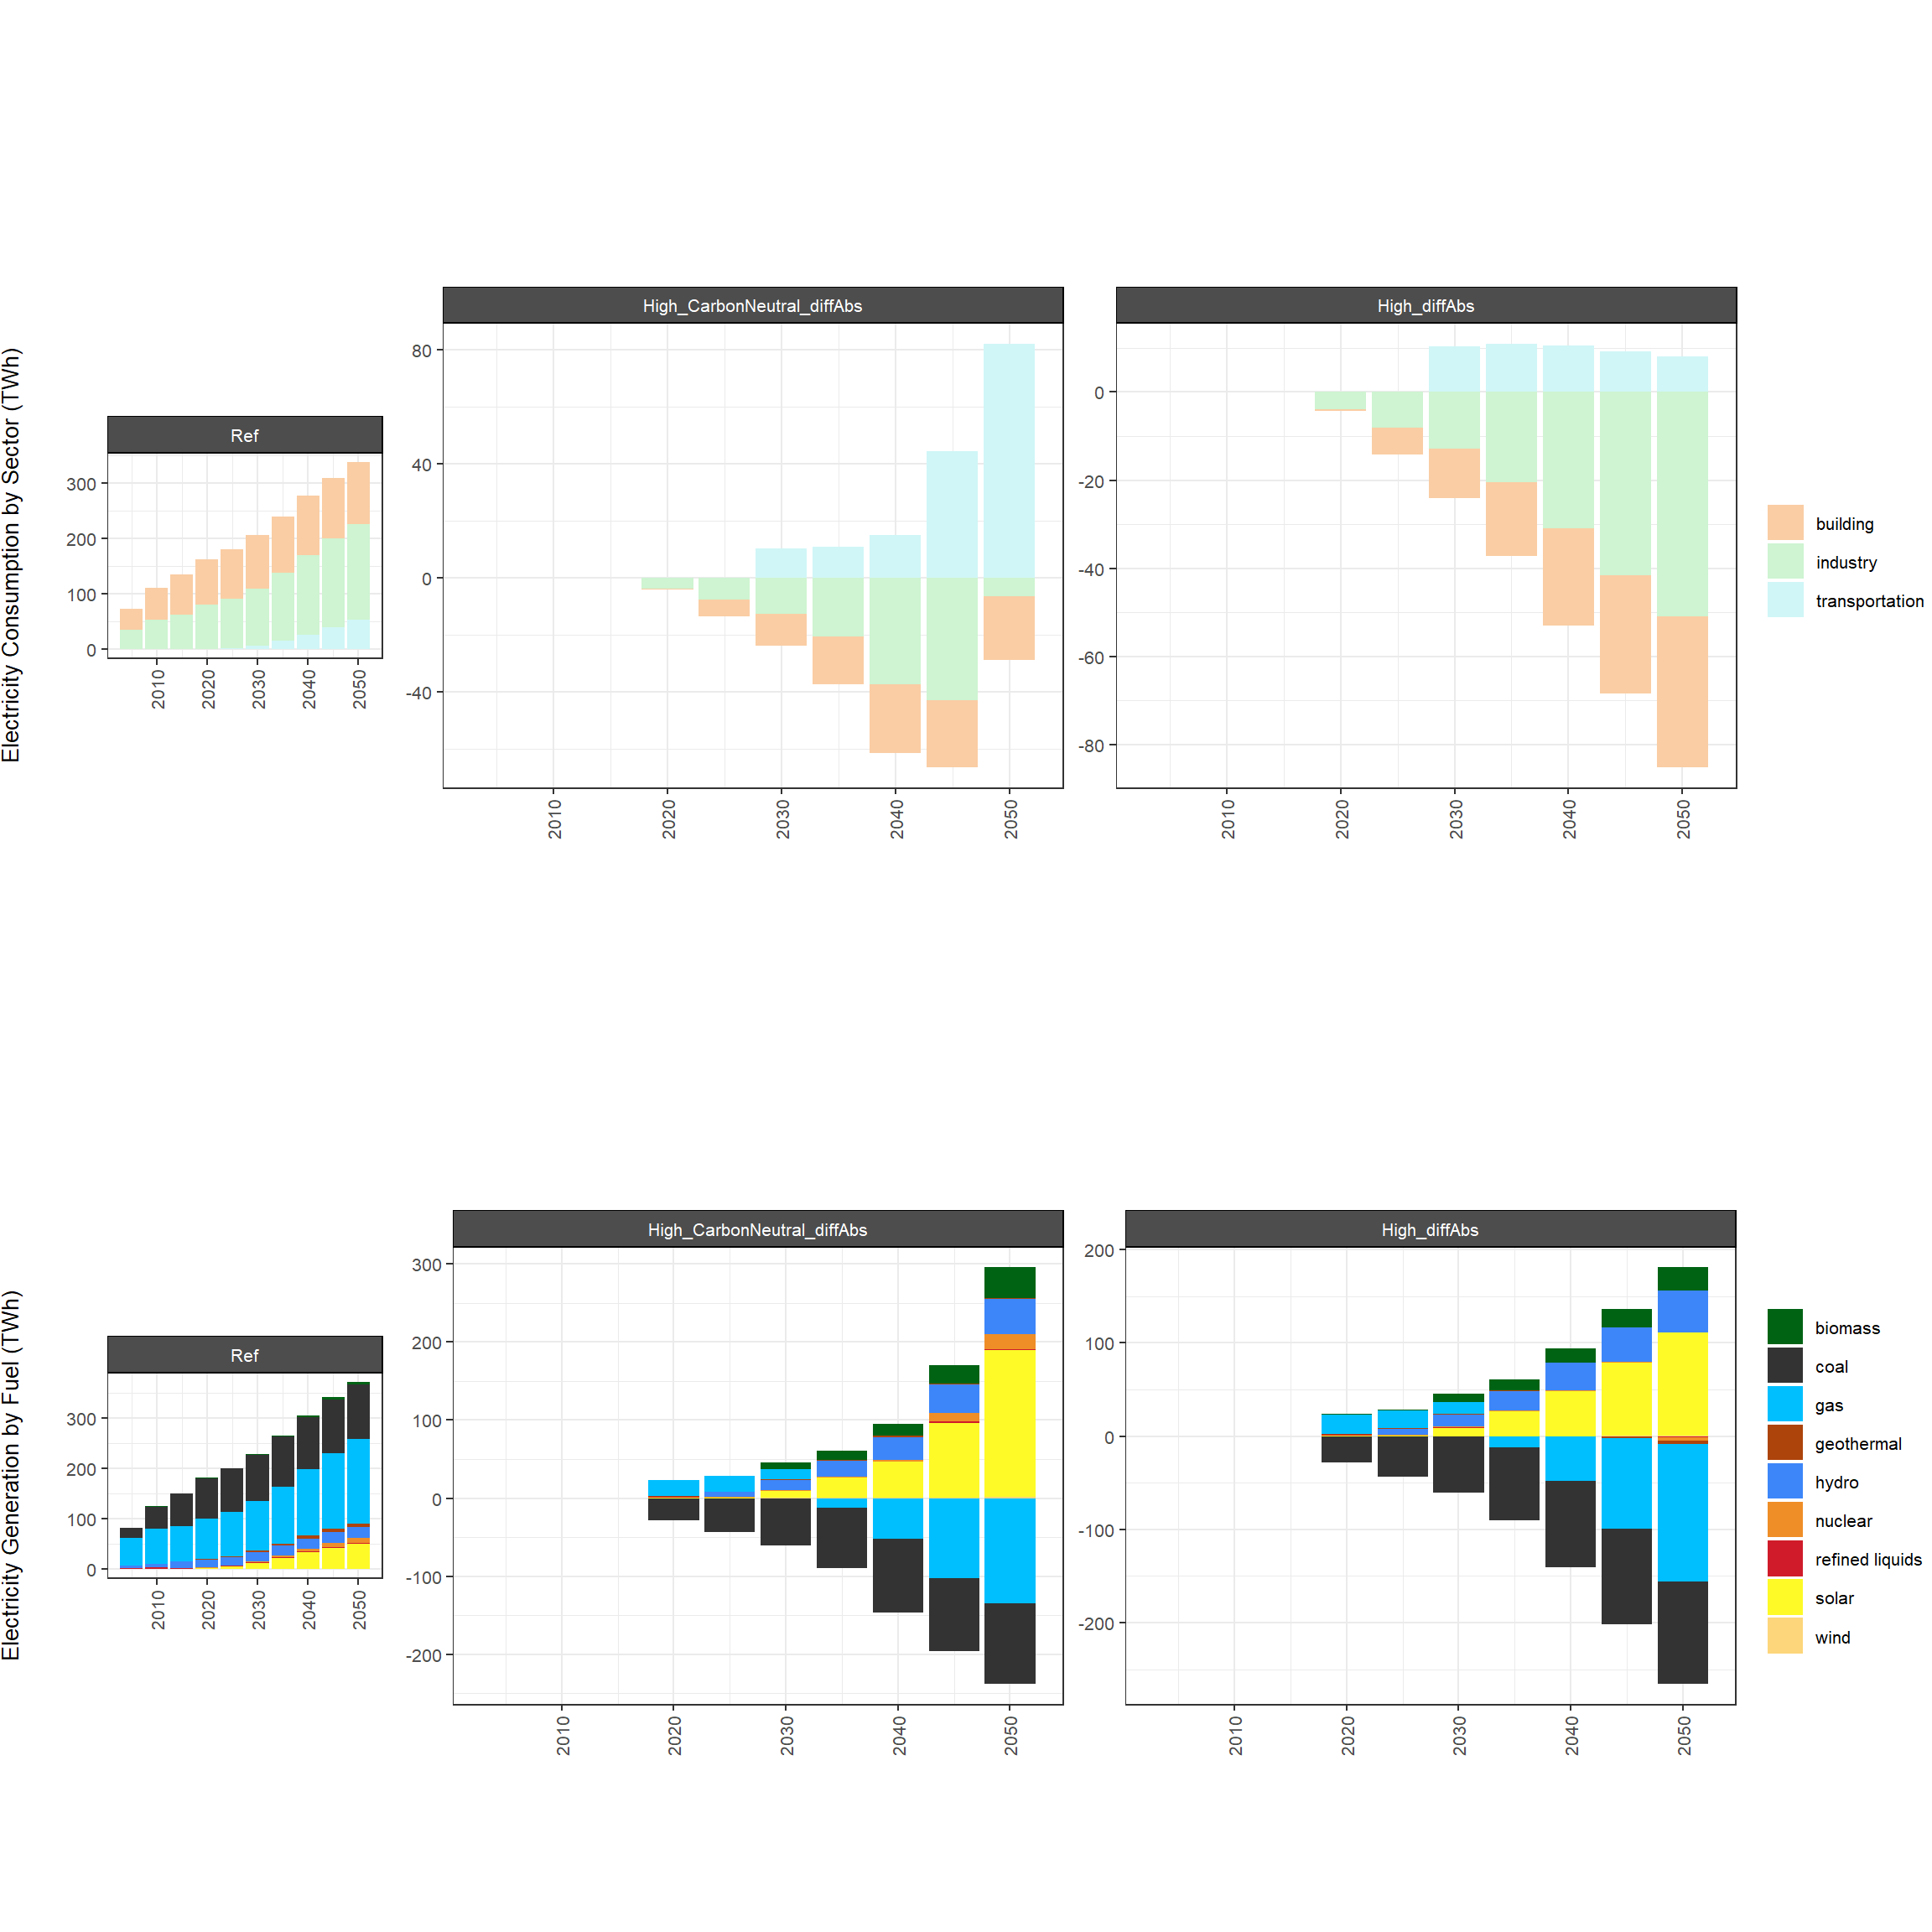 Electricity Consumption by Sector (TWh)
Ref
300
200
100
0
2010
2020
2030
2040
2050
High_CarbonNeutral_diffAbs
80
40
0
-40
2010
2020
2030
2040
2050
High_diffAbs
0
-20
-40
-60
-80
2010
2020
2030
2040
2050
building
industry
transportation
Electricity Generation by Fuel (TWh)
Ref
300
200
100
0
2010
2020
2030
2040
2050
High_CarbonNeutral_diffAbs
300
200
100
0
-100
-200
2010
2020
2030
2040
2050
High_diffAbs
200
100
0
-100
-200
2010
2020
2030
2040
2050
biomass
coal
gas
geothermal
hydro
nuclear
refined liquids
solar
wind